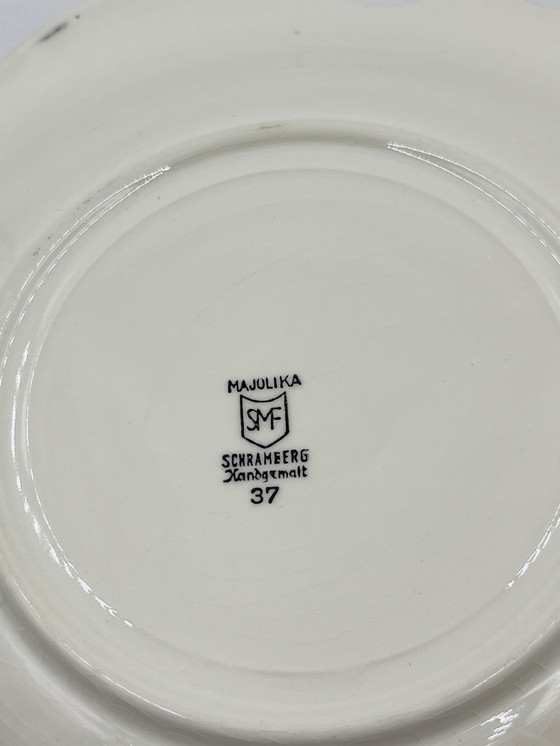 MAJOLIKA
SMF
SCHRAMBERG
Handgemalt
37